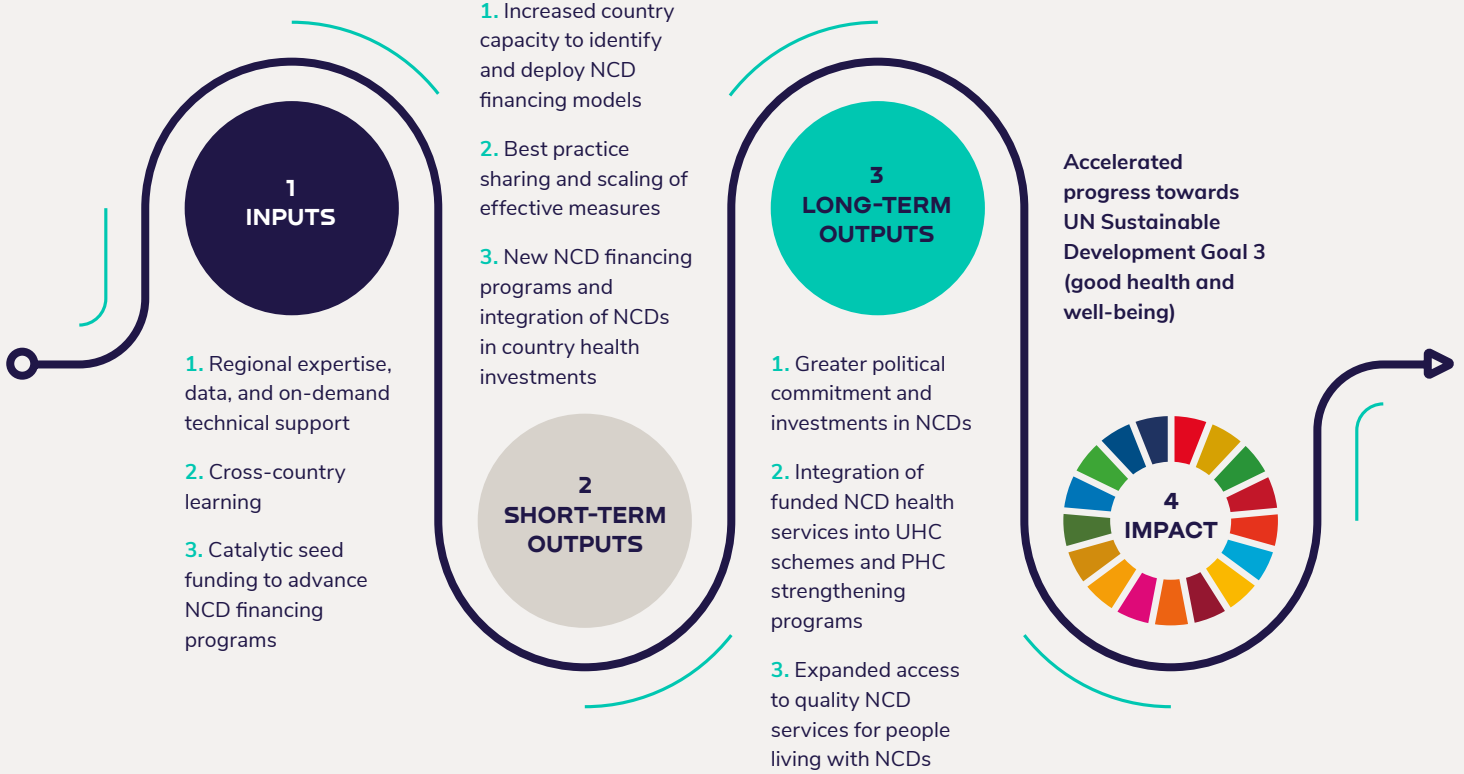 1
INPUTS
1. Regional expertise,
data, and on-demand
technical support
2. Cross-country
learning
3. Catalytic seed
funding to advance
NCD financing
programs
1. Increased country
capacity to identify
and deploy NCD
financing models
2. Best practice
sharing and scaling of
effective measures
3. New NCD financing
programs and
integration of NCDs
in country health
investments
2
SHORT-TERM
OUTPUTS
3
LONG-TERM
OUTPUTS
1. Greater political
commitment and
investments in NCDs
2. Integration of
funded NCD health
services into UHC
schemes and PHC
strengthening
programs
3. Expanded access
to quality NCD
services for people
living with NCDs
Accelerated
progress towards
UN Sustainable
Development Goal 3
(good health and
well-being)
4
IMPACT